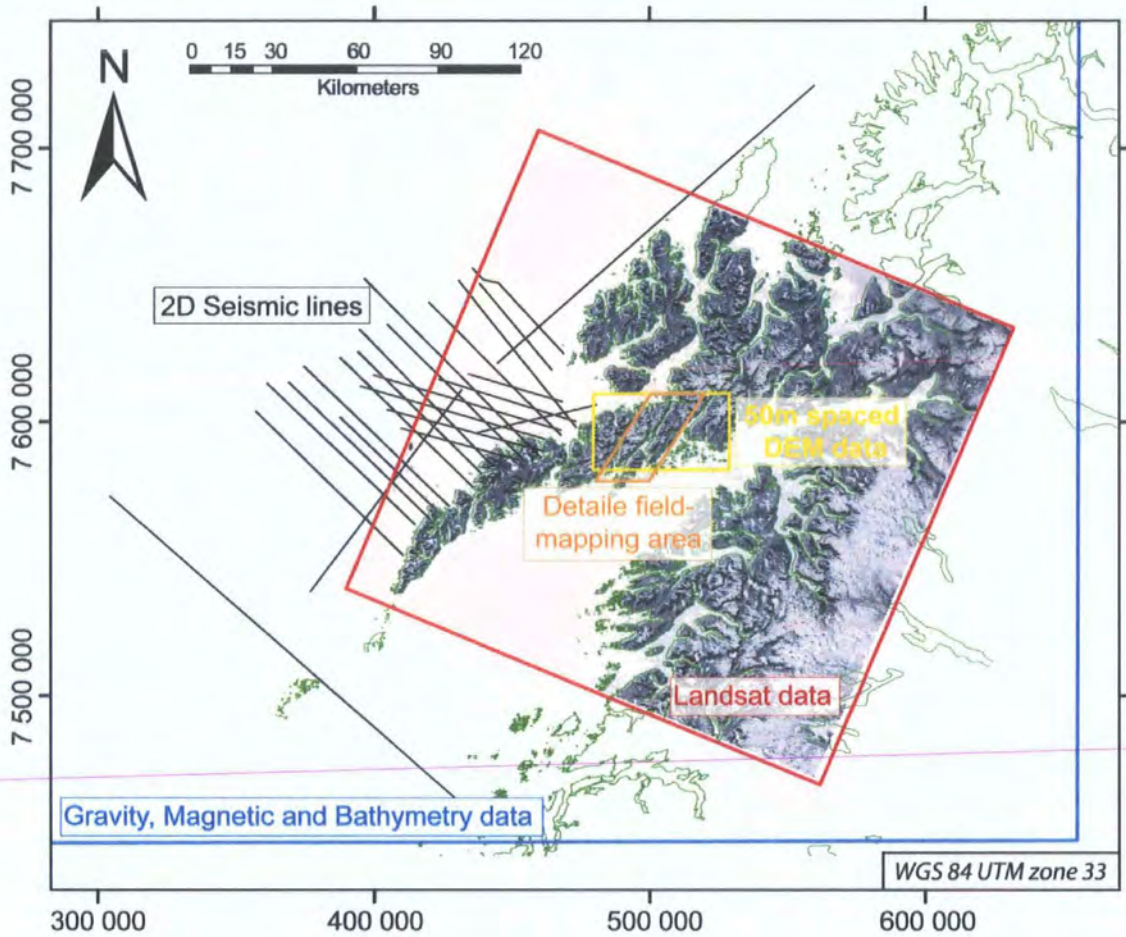 N
0 15 30 60 90 120
Kilometers
7 700 000
2D Seismic lines
7 600 000
50m spaced
DEM data
Detaile field-
mapping area
7 500 000
Landsat data
Gravity, Magnetic and Bathymetry data
WGS 84 UTM zone 33
300 000 400 000 500 000 600 000